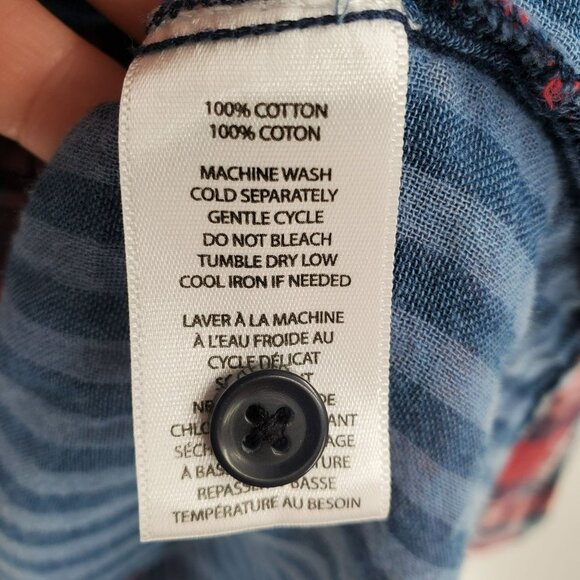 100% COTTON
100% COTON
MACHINE WASH
COLD SEPARATELY
GENTLE CYCLE
DO NOT BLEACH
TUMBLE DRY LOW
COOL IRON IF NEEDED
LAVER À LA MACHINE
À L'EAU FROIDE AU
CYCLE DÉLICAT
À BASSE
BASSE
TEMPÉRATURE AU BESOIN